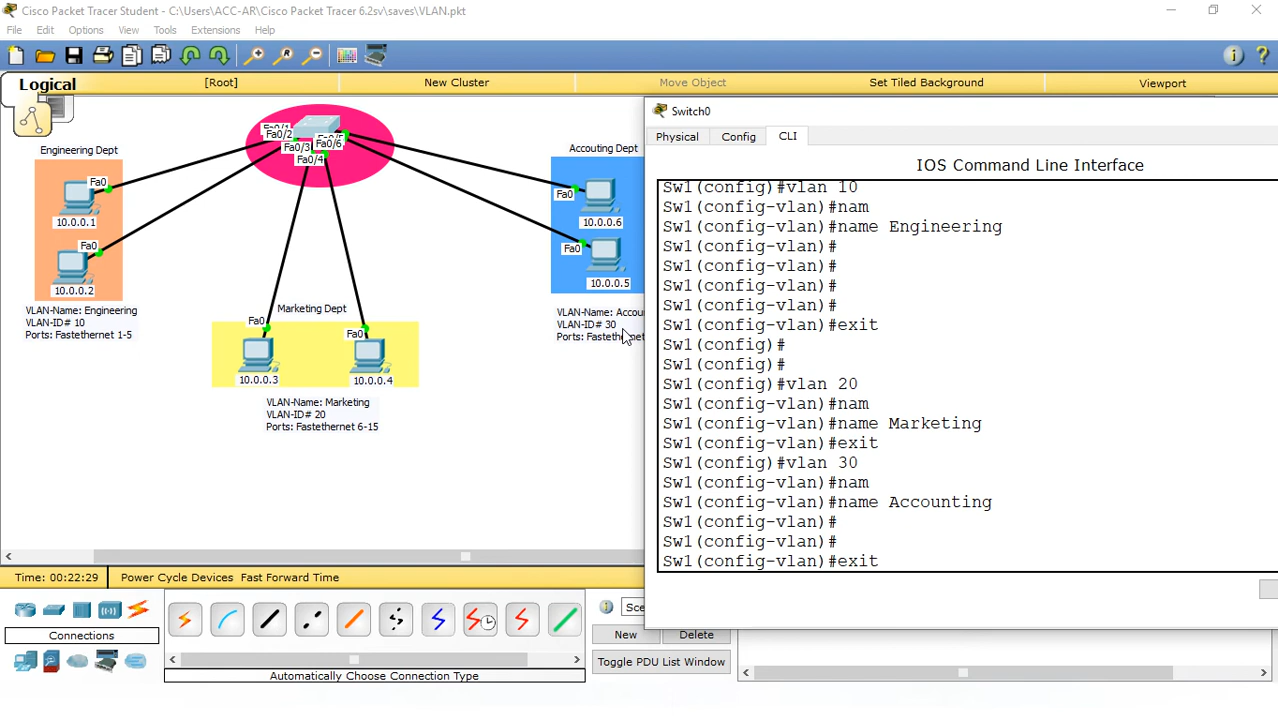 Cisco Packet Tracer Student - C:\Users\ACC-AR\Cisco Packet Tracer 6.2sv\saves\VLAN.pkt
File Edit Options View Tools Extensions Help
Logical
[Root]
New Cluster
Move Object
Set Tiled Background
Viewport
Engineering Dept
Fa0
10.0.0.1
Fa0
10.0.0.2
VLAN-Name: Engineering
VLAN-ID# 10
Ports: Fastethernet 1-5
Fa0/2
Fa0/3
Fa0/6
Fa0/4
Marketing Dept
Fa0
Fa0
10.0.0.3
10.0.0.4
VLAN-Name: Marketing
VLAN-ID# 20
Ports: Fastethernet 6-15
Accouting Dept
Fa0
10.0.0.6
Fa0
10.0.0.5
VLAN-Name: Accou
VLAN-ID# 30
Ports: Fastethernet
Switch0
Physical Config CLI
IOS Command Line Interface
Sw1(config)#vlan 10
Sw1(config-vlan)#nam
Sw1(config-vlan)#name Engineering
Sw1(config-vlan)#
Sw1(config-vlan)#
Sw1(config-vlan)#
Sw1(config-vlan)#
Sw1(config-vlan)#exit
Sw1(config)#
Sw1(config)#
Sw1(config)#vlan 20
Sw1(config-vlan)#nam
Sw1(config-vlan)#name Marketing
Sw1(config-vlan)#exit
Sw1(config)#vlan 30
Sw1(config-vlan)#nam
Sw1(config-vlan)#name Accounting
Sw1(config-vlan)#
Sw1(config-vlan)#
Sw1(config-vlan)#exit
Time: 00:22:29 Power Cycle Devices Fast Forward Time
Connections
Automatically Choose Connection Type
Sce
New Delete
Toggle PDU List Window